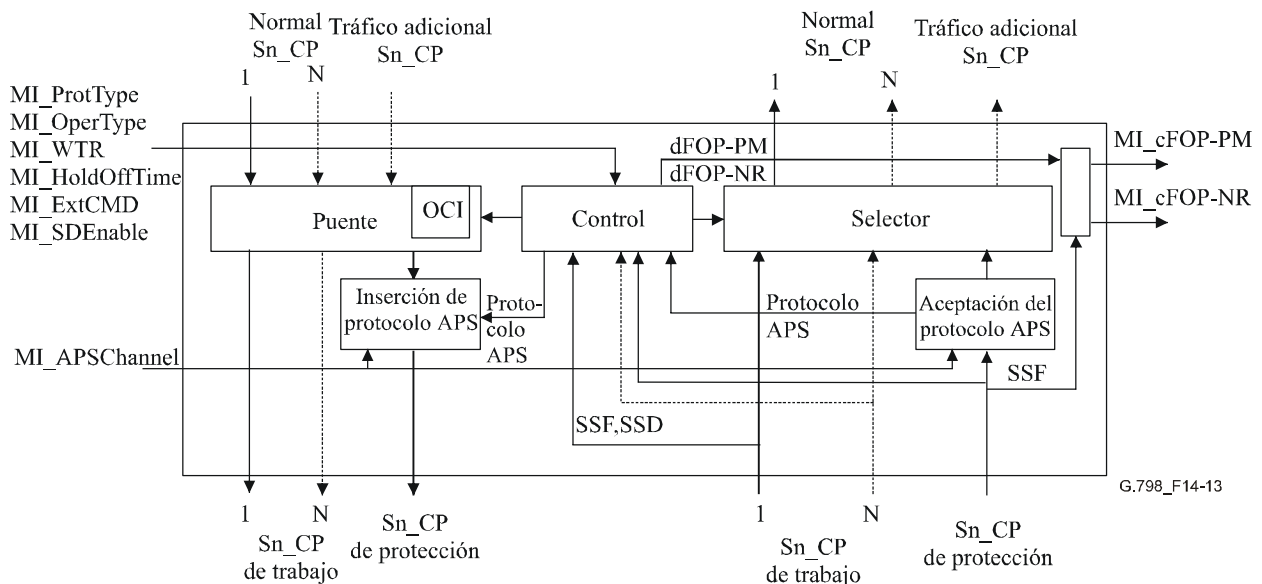 Normal
Sn_CP
Tráfico adicional
Sn_CP
Normal
Sn_CP
Tráfico adicional
Sn_CP
1
N
1
N
MI_ProtType
MI_OperType
MI_WTR
MI_HoldOffTime
MI_ExtCMD
MI_SDEnable
dFOP-PM
dFOP-NR
MI_cFOP-PM
MI_cFOP-NR
Puente
OCI
Control
Selector
Inserción de
protocolo APS
Proto-
colo
APS
Protocolo
APS
Aceptación del
protocolo APS
MI_APSChannel
SSF
SSF,SSD
G.798_F14-13
1
N
Sn_CP
de trabajo
Sn_CP
de protección
1
N
Sn_CP
de trabajo
Sn_CP
de protección